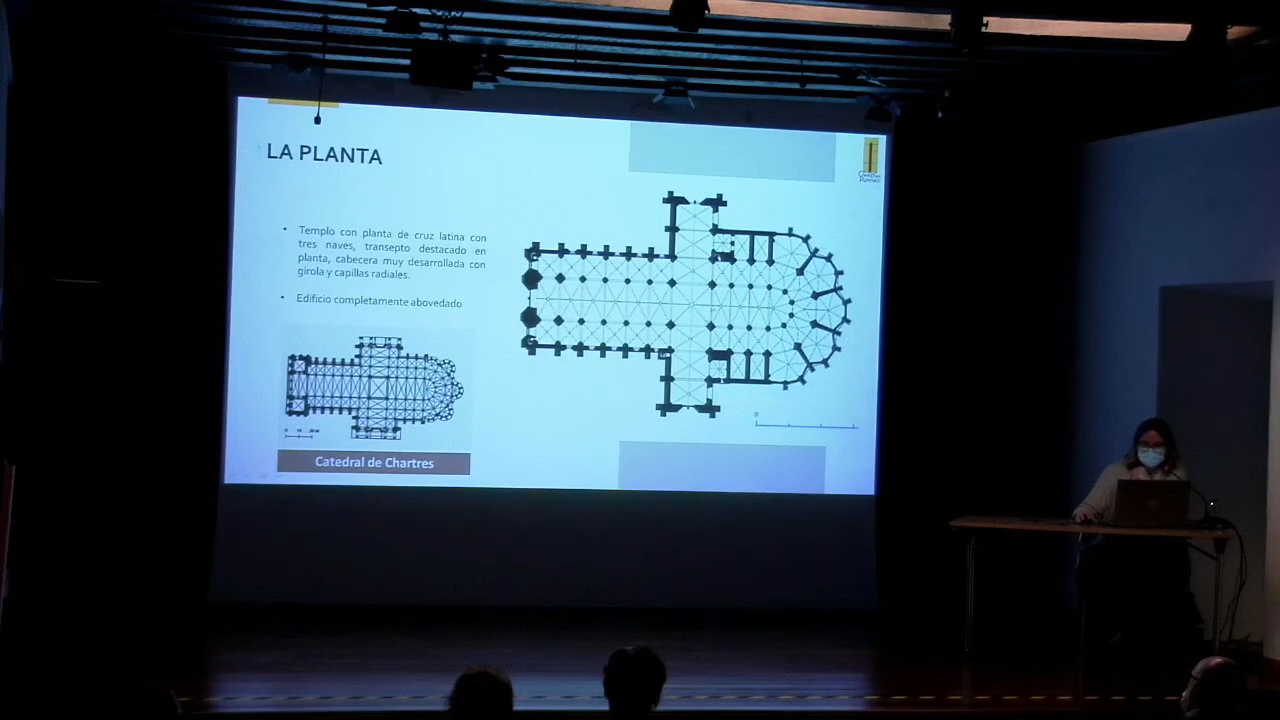 LA PLANTA
• Templo con planta de cruz latina con
tres naves, transepto destacado en
planta, cabecera muy desarrollada con
girola y capillas radiales.
• Edificio completamente abovedado
Catedral de Chartres
0